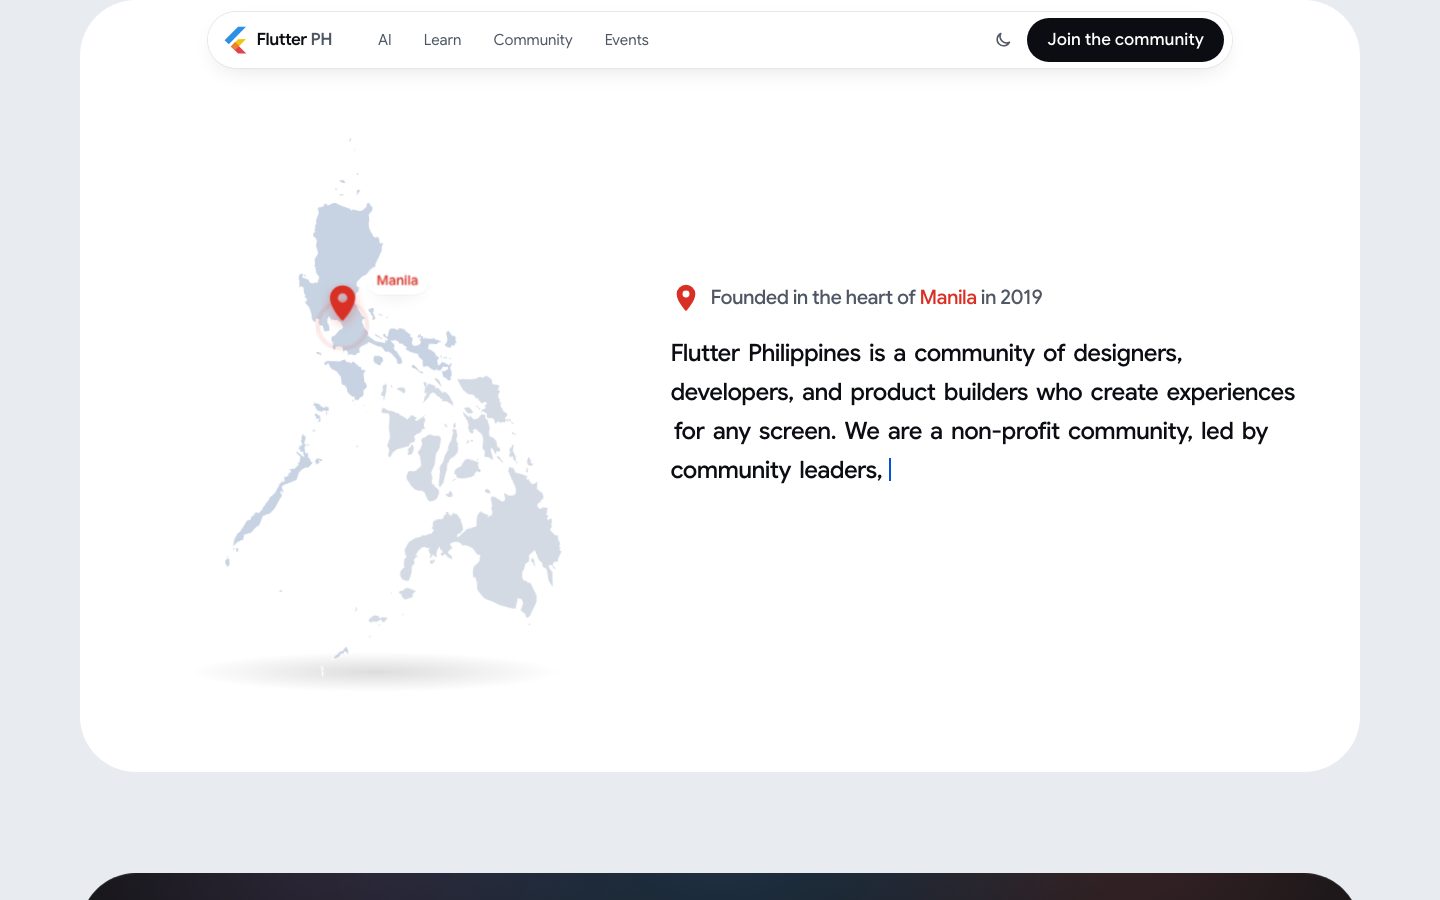 Flutter PH
AI
Learn
Community
Events
Join the community
Manila
Founded in the heart of Manila in 2019
Flutter Philippines is a community of designers,
developers, and product builders who create experiences
for any screen. We are a non-profit community, led by
community leaders,